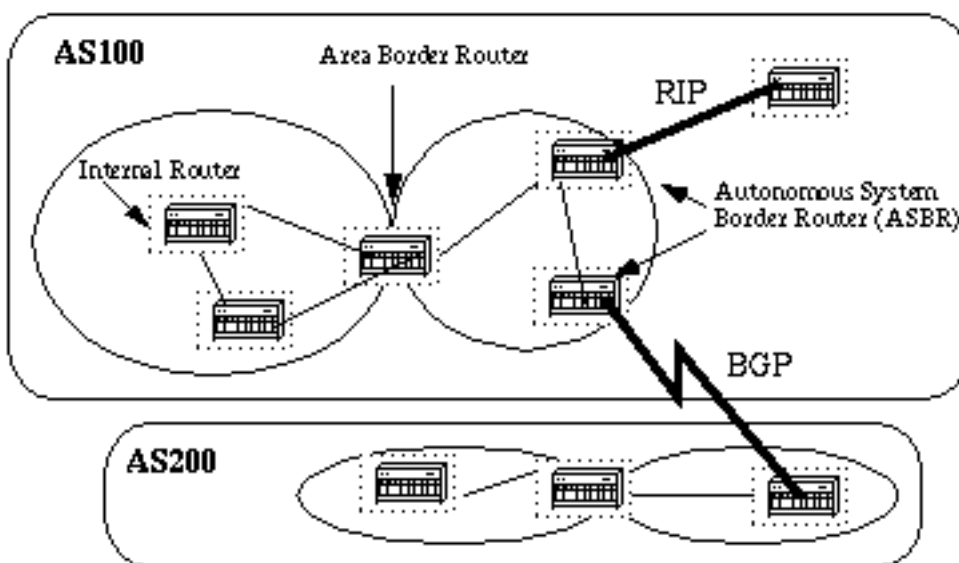 AS100
Area Border Router
RIP
Internal Router
Autonomous System
Border Router (ASBR)
BGP
AS200